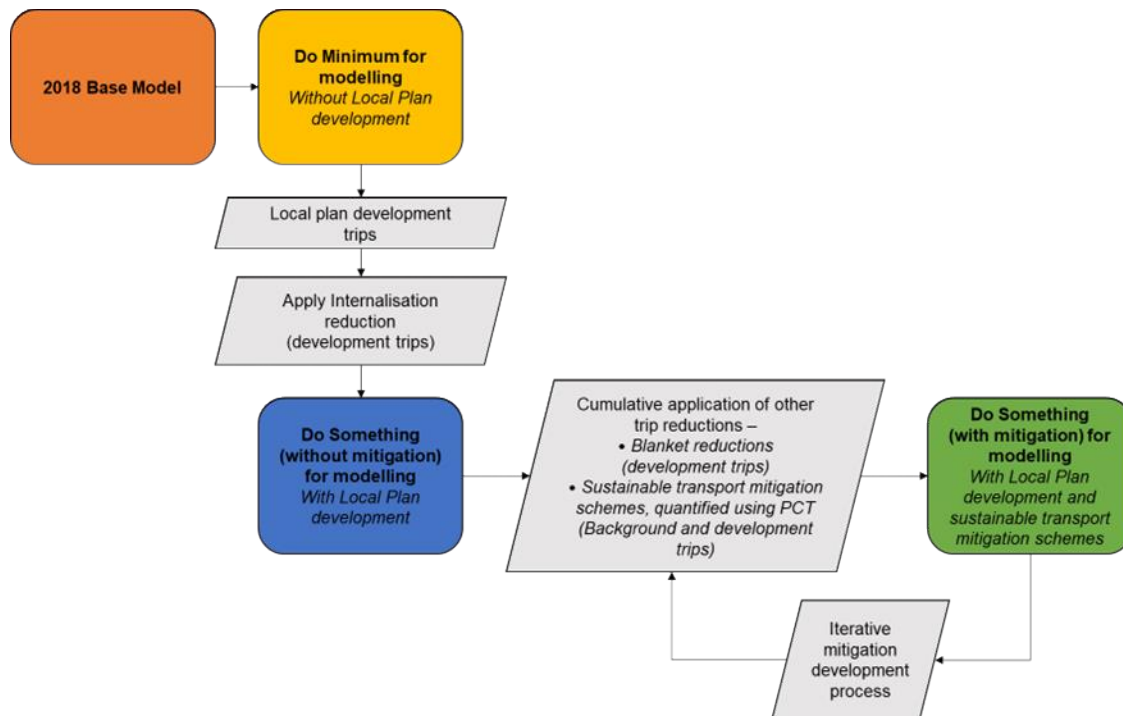 2018 Base Model
Do Minimum for
modelling
Without Local Plan
development
Local plan development
trips
Apply Internalisation
reduction
(development trips)
Do Something
(without mitigation)
for modelling
With Local Plan
development
Cumulative application of other
trip reductions –
• Blanket reductions
(development trips)
• Sustainable transport mitigation
schemes, quantified using PCT
(Background and development
trips)
Do Something
(with mitigation) for
modelling
With Local Plan
development and
sustainable transport
mitigation schemes
Iterative
mitigation
development
process